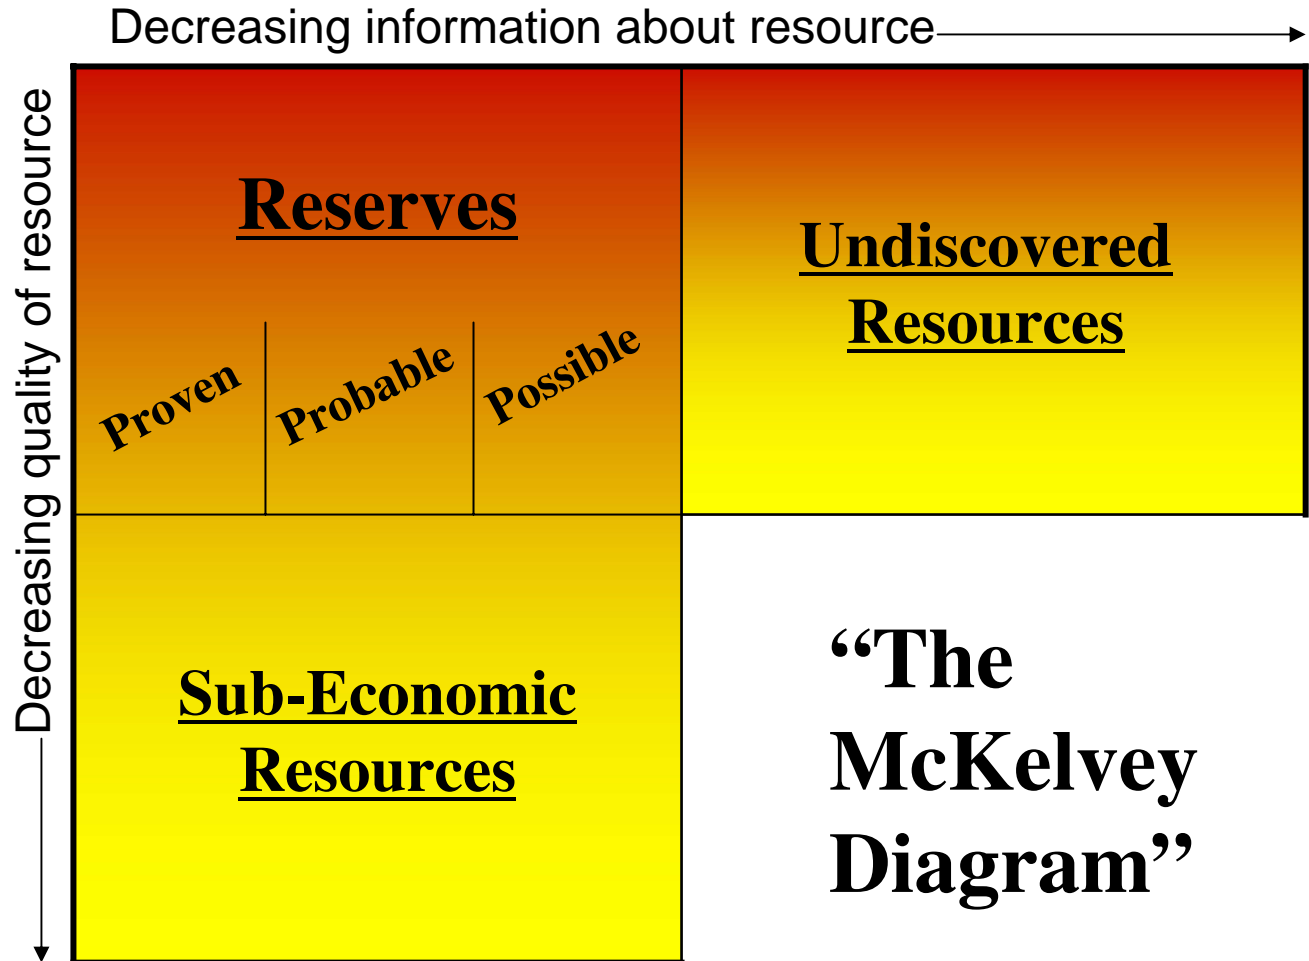 Decreasing information about resource
Decreasing quality of resource
Reserves
Undiscovered
Resources
Proven
Probable
Possible
Sub-Economic
Resources
“The
McKelvey
Diagram”